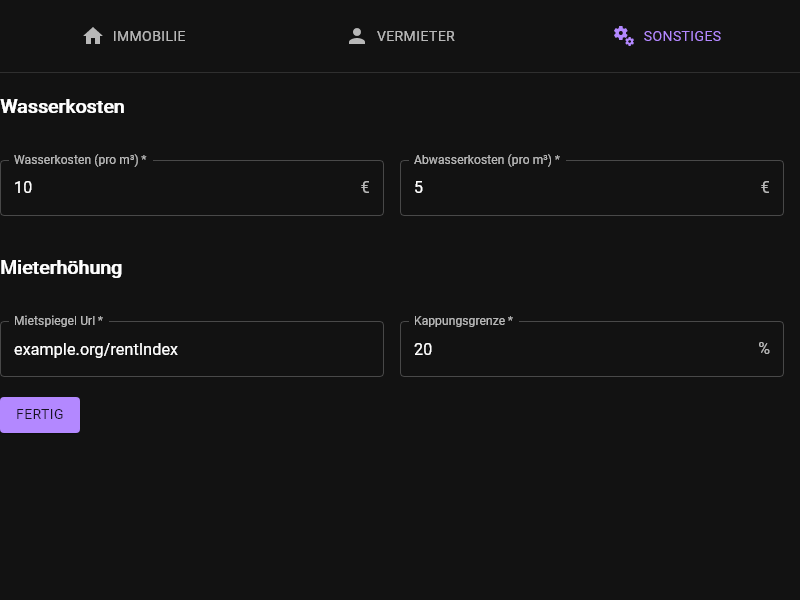 IMMOBILIE VERMIETER SONSTIGES
Wasserkosten
Wasserkosten (pro m³) * Abwasserkosten (pro m³) *
10 € 5 €
Mieterhöhung
Mietspiegel Url * Kappungsgrenze *
example.org/rentIndex 20 %
FERTIG